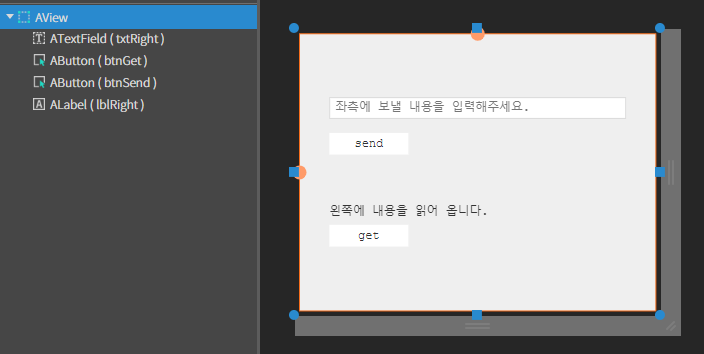 AView
ATextField ( txtRight )
AButton ( btnGet )
AButton ( btnSend )
ALabel ( lblRight )
좌측에 보낼 내용을 입력해주세요.
send
왼쪽에 내용을 읽어 옵니다.
get